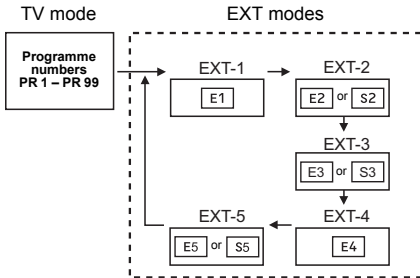 TV mode
EXT modes
Programme
numbers
PR 1 – PR 99
EXT-1
E1
EXT-2
E2 or S2
EXT-3
E3 or S3
EXT-4
E4
EXT-5
E5 or S5